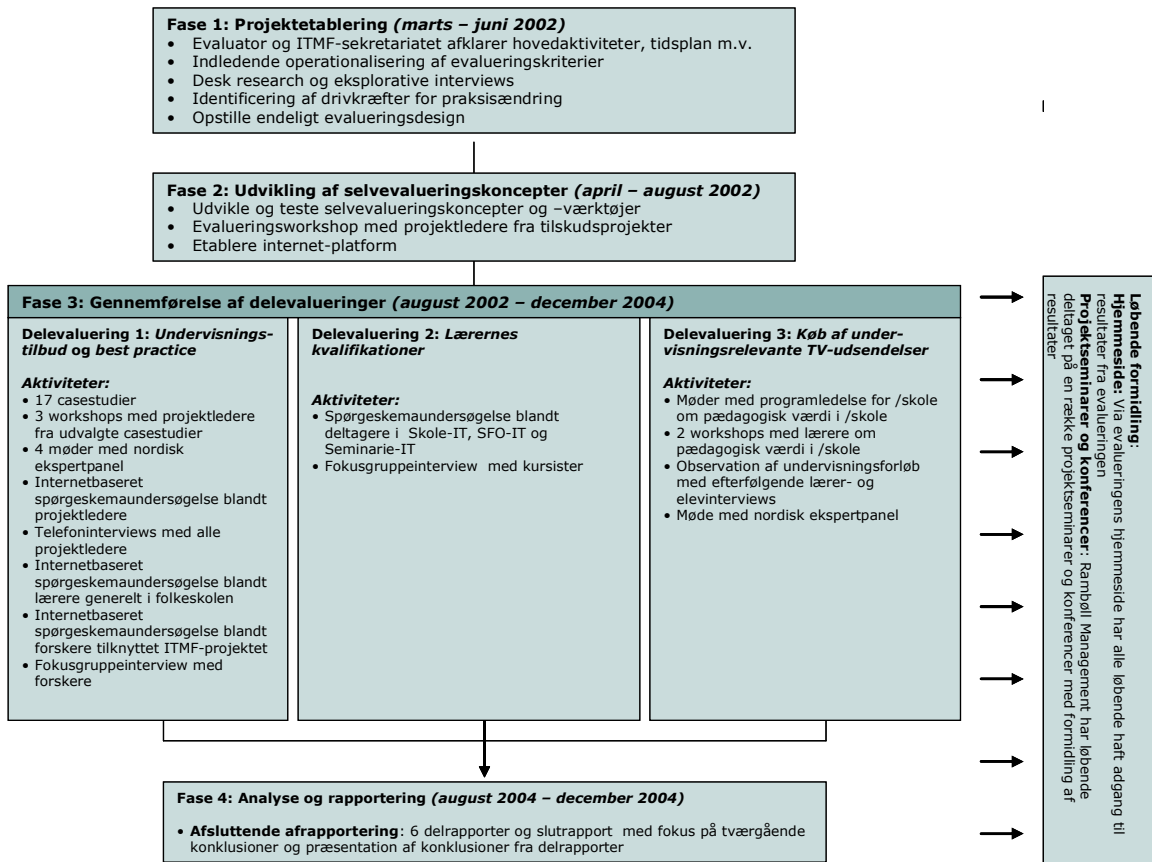 Fase 1: Projektetablering (marts – juni 2002)
• Evaluator og ITMF-sekretariatet afklarer hovedaktiviteter, tidsplan m.v.
• Indledende operationalisering af evalueringskriterier
• Desk research og eksplorative interviews
• Identificering af drivkræfter for praksisændring
• Opstille endeligt evalueringsdesign
Fase 2: Udvikling af selvevalueringskoncepter (april – august 2002)
• Udvikle og teste selvevalueringskoncepter og –værktøjer
• Evalueringsworkshop med projektledere fra tilskudsprojekter
• Etablere internet-platform
Fase 3: Gennemførelse af delevalueringer (august 2002 – december 2004)
Delevaluering 1: Undervisnings-
tilbud og best practice
Aktiviteter:
• 17 casestudier
• 3 workshops med projektledere
fra udvalgte casestudier
• 4 møder med nordisk
ekspertpanel
• Internetbaseret
spørgeskemaundersøgelse blandt
projektledere
• Telefoninterviews med alle
projektledere
• Internetbaseret
spørgeskemaundersøgelse blandt
lærere generelt i folkeskolen
• Internetbaseret
spørgeskemaundersøgelse blandt
forskere tilknyttet ITMF-projektet
• Fokusgruppeinterview med
forskere
Delevaluering 2: Lærernes
kvalifikationer
Aktiviteter:
• Spørgeskemaundersøgelse blandt
deltagere i Skole-IT, SFO-IT og
Seminarie-IT
• Fokusgruppeinterview med kursister
Delevaluering 3: Køb af under-
visningsrelevante TV-udsendelser
Aktiviteter:
• Møder med programledelse for /skole
om pædagogisk værdi i /skole
• 2 workshops med lærere om
pædagogisk værdi i /skole
• Observation af undervisningsforløb
med efterfølgende lærer- og
elevinterviews
• Møde med nordisk ekspertpanel
Fase 4: Analyse og rapportering (august 2004 – december 2004)
• Afsluttende afrapportering: 6 delrapporter og slutrapport med fokus på tværgående
konklusioner og præsentation af konklusioner fra delrapporter
Løbende formidling:
Hjemmeside: Via evalueringens hjemmeside har alle løbende haft adgang til
resultater fra evalueringen
Projektseminarer og konferencer: Rambøll Management har løbende
deltaget på en række projektseminarer og konferencer med formidling af
resultater